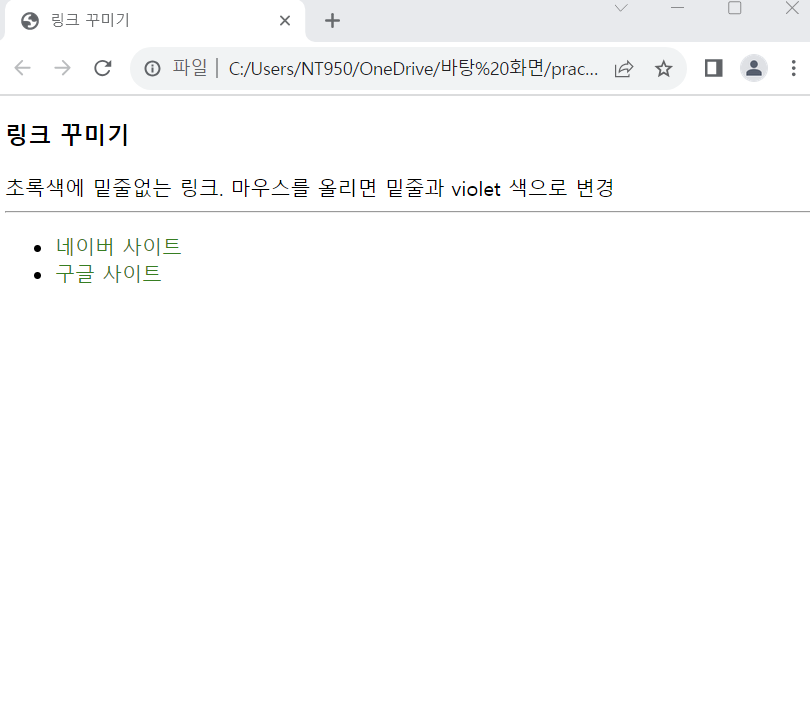 링크 꾸미기
파일 | C:/Users/NT950/OneDrive/바탕%20화면/prac...
링크 꾸미기
초록색에 밑줄없는 링크. 마우스를 올리면 밑줄과 violet 색으로 변경
네이버 사이트
구글 사이트